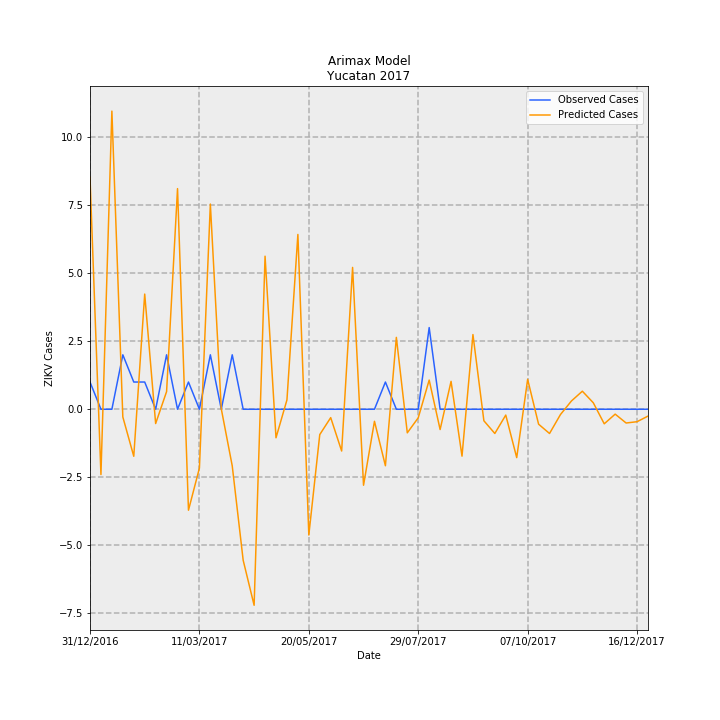 Arimax Model
Yucatan 2017
Observed Cases
Predicted Cases
ZIKV Cases
10.0
7.5
5.0
2.5
0.0
−2.5
−5.0
−7.5
31/12/2016 11/03/2017 20/05/2017 29/07/2017 07/10/2017 16/12/2017
Date